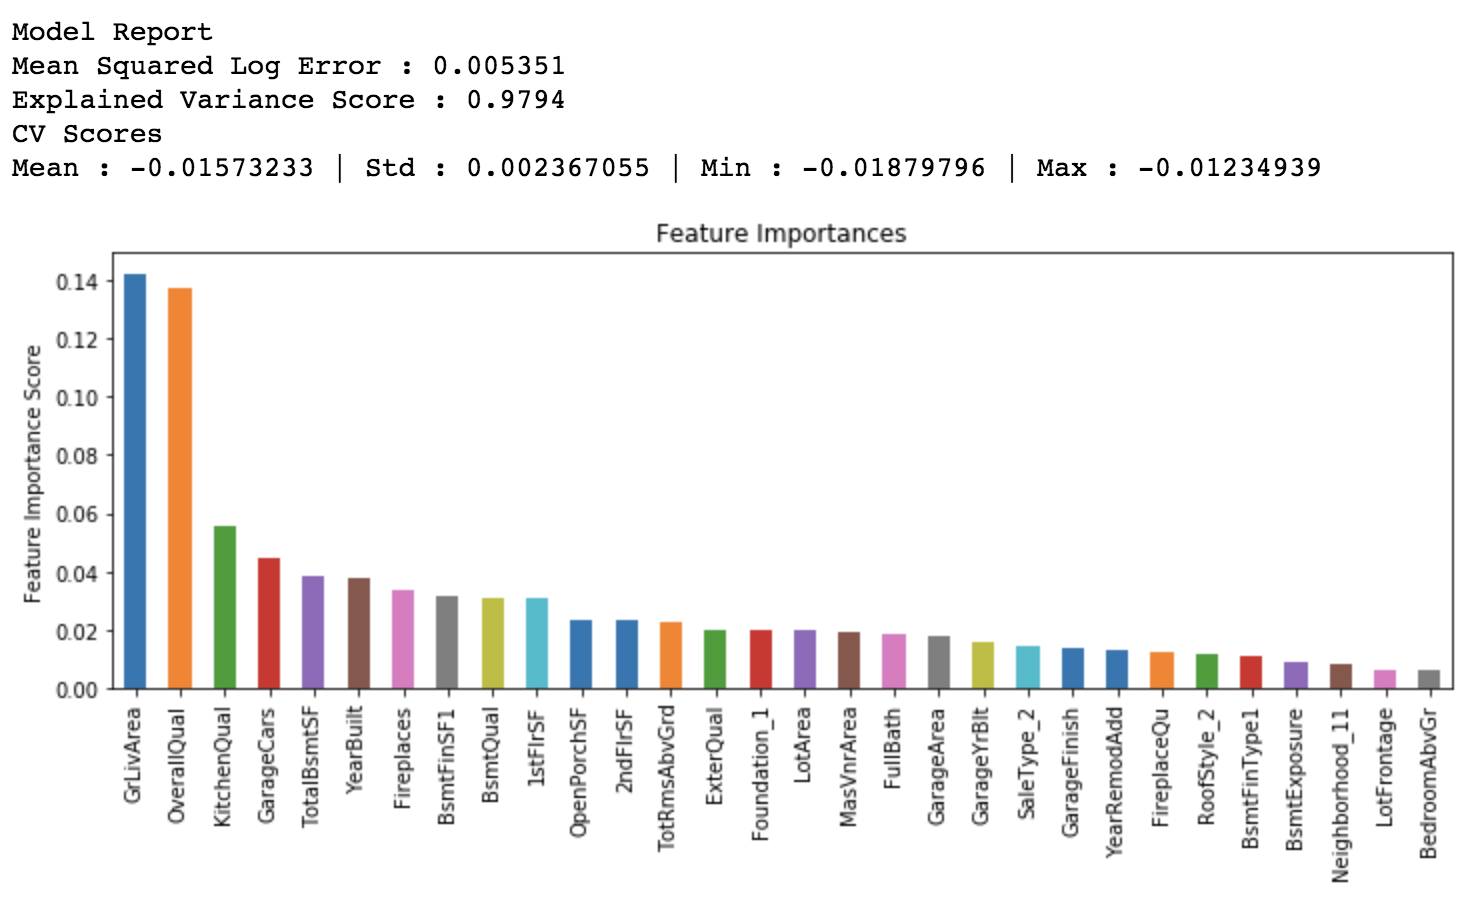 Model Report
Mean Squared Log Error : 0.005351
Explained Variance Score : 0.9794
CV Scores
Mean : -0.01573233 | Std : 0.002367055 | Min : -0.01879796 | Max : -0.01234939
Feature Importances
Feature Importance Score
0.14
0.12
0.10
0.08
0.06
0.04
0.02
0.00
GrLivArea
OverallQual
KitchenQual
GarageCars
TotalBsmtSF
YearBuilt
Fireplaces
BsmtFinSF1
BsmtQual
1stFlrSF
OpenPorchSF
2ndFlrSF
TotRmsAbvGrd
ExterQual
Foundation_1
LotArea
MasVnrArea
FullBath
GarageArea
GarageYrBlt
SaleType_2
GarageFinish
YearRemodAdd
FireplaceQu
RoofStyle_2
BsmtFinType1
BsmtExposure
Neighborhood_11
LotFrontage
BedroomAbvGr